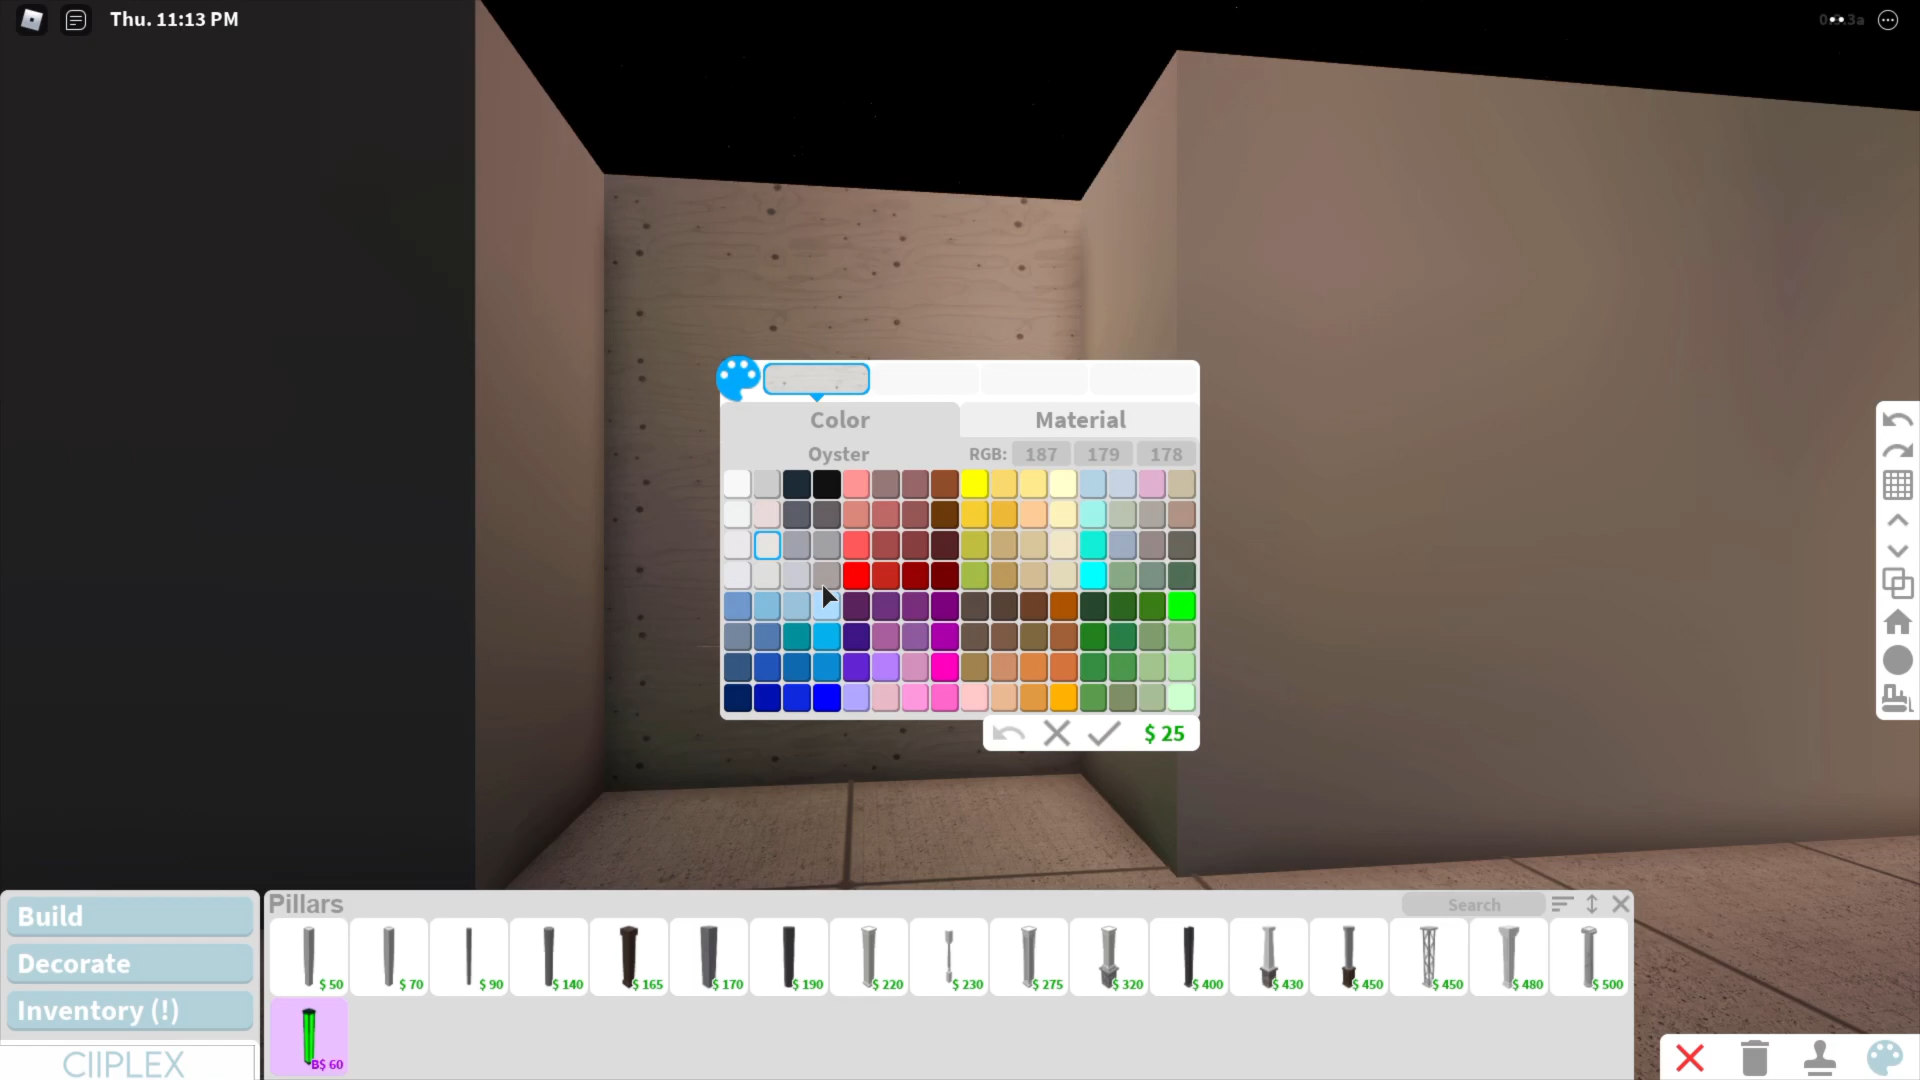 Thu. 11:13 PM
Color
Material
Oyster
RGB: 187 179 178
$ 25
Build
Decorate
Inventory (!)
CIIPLEX
Pillars
Search
$ 50
$ 70
$ 90
$ 140
$ 165
$ 170
$ 190
$ 220
$ 230
$ 275
$ 320
$ 400
$ 430
$ 450
$ 450
$ 480
$ 500
B$ 60